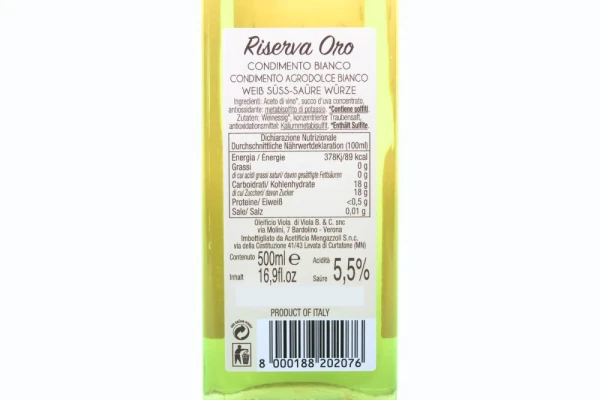 Riserva Oro
CONDIMENTO BIANCO
CONDIMENTO AGRODOLCE BIANCO
WEIß SÜSS-SAÜRE WÜRZE
Ingredienti: Aceto di vino*, succo d'uva concentrato,
antiossidante: metabisolfito di potassio. *Contiene solfiti.
Zutaten: Weinessig*, konzentrierter Traubensaft,
antioxidationsmittel: Kaliummetabisulfit. *Enthält Sulfite.
Dichiarazione Nutrizionale
Durchschnittliche Nährwertdeklaration (100ml)
Energia / Énergie 378Kj/89 kcal
Grassi 0 g
di cui acidi grassi saturi/ davon gesättigte Fettsäuren 0 g
Carboidrati/ Kohlenhydrate 18 g
di cui Zuccheri/ davon Zucker 18 g
Proteine/ Eiweiß <0,5 g
Sale/ Salz 0,01 g
Oleificio Viola di Viola B. & C. snc
via Molini, 7 Bardolino - Verona
Imbottigliato da Acetificio Mengazzoli S.n.c.
via della Costituzione 41/43 Levata di Curtatone (MN)
Contenuto 500ml e Acidità 5,5%
Inhalt 16,9fl.oz Saüre
PRODUCT OF ITALY
8 000188 202076